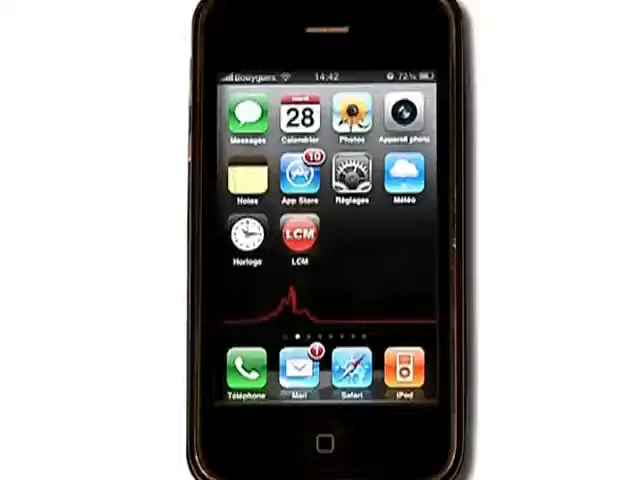 Bouygues 14:42 72%
28
Messages Calendrier Photos Appareil photo
10
Notes App Store Réglages Météo
LCM
Horloge LCM
1
Téléphone Mail Safari iPod